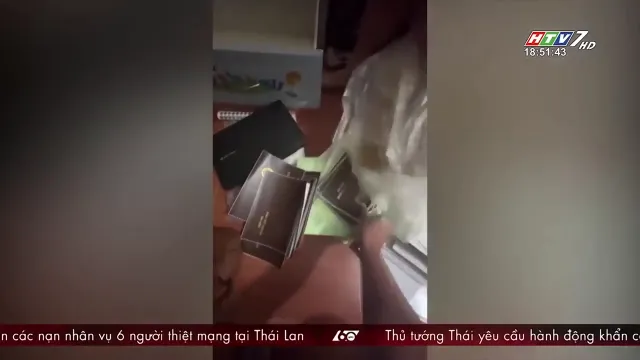 HTV7 HD
18:51:43
n các nạn nhân vụ 6 người thiệt mạng tại Thái Lan 60 Thủ tướng Thái yêu cầu hành động khẩn c